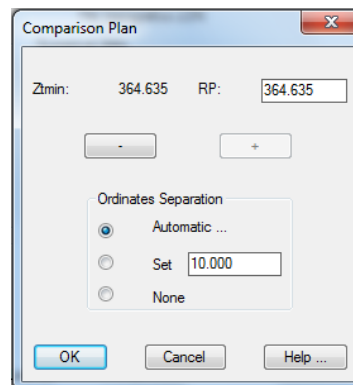 Comparison Plan
Ztmin: 364.635 RP: 364.635
- +
Ordinates Separation
Automatic ...
Set 10.000
None
OK Cancel Help ...